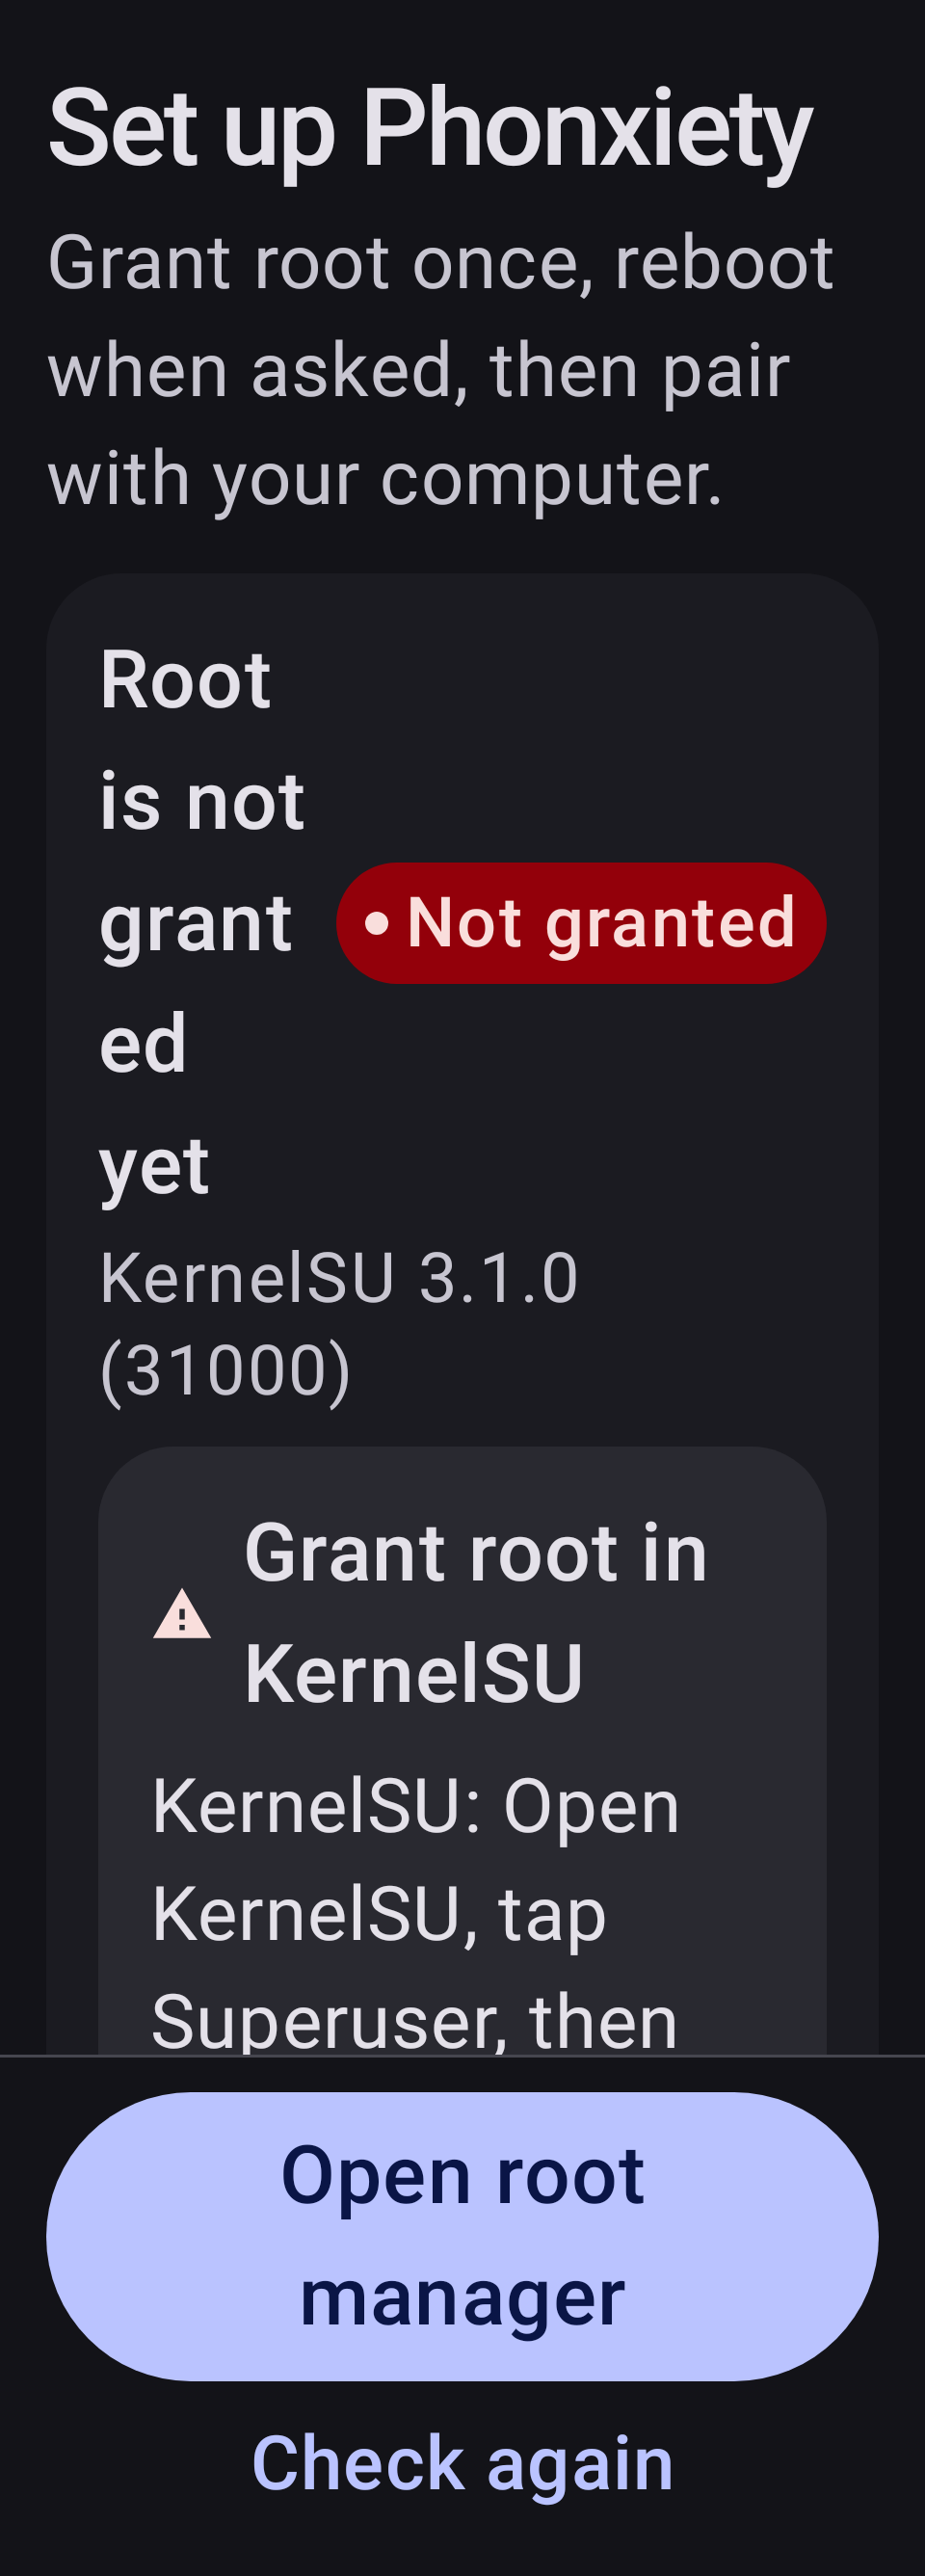 Set up Phonxiety
Grant root once, reboot
when asked, then pair
with your computer.
Root
is not
grant
ed
yet
• Not granted
KernelSU 3.1.0
(31000)
Grant root in
KernelSU
KernelSU: Open
KernelSU, tap
Superuser, then
Open root
manager
Check again